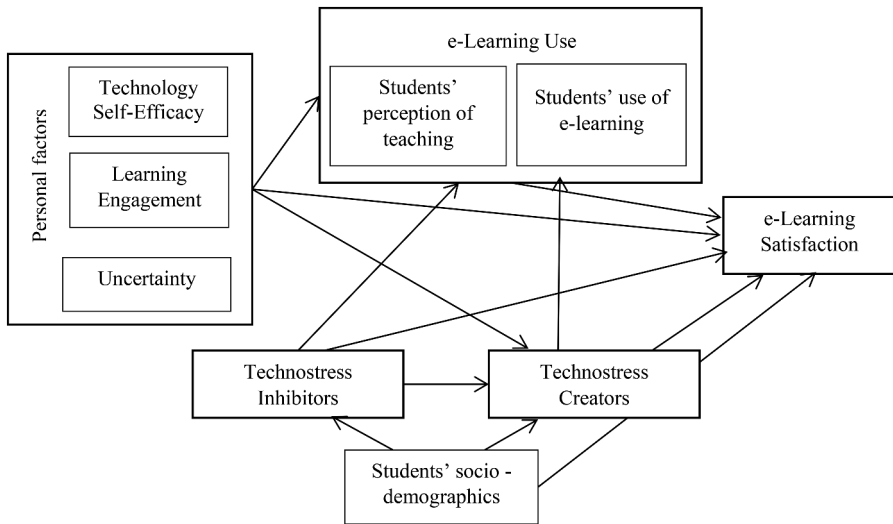 e-Learning Use
Students’
perception of
teaching
Students’ use of
e-learning
Personal factors
Technology
Self-Efficacy
Learning
Engagement
Uncertainty
e-Learning
Satisfaction
Technostress
Inhibitors
Technostress
Creators
Students’ socio -
demographics